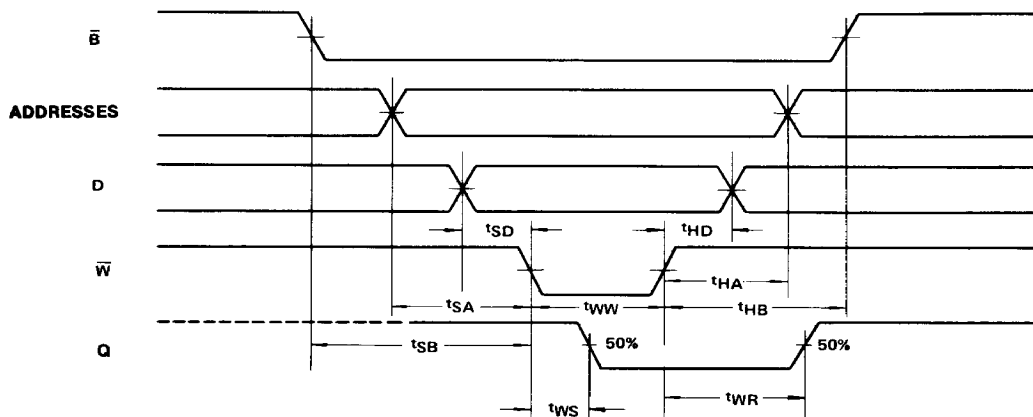 B̅
ADDRESSES
D
tSD
tHD
W̅
tHA
tSA
tWW
tHB
50%
50%
tSB
Q
tWS
tWR